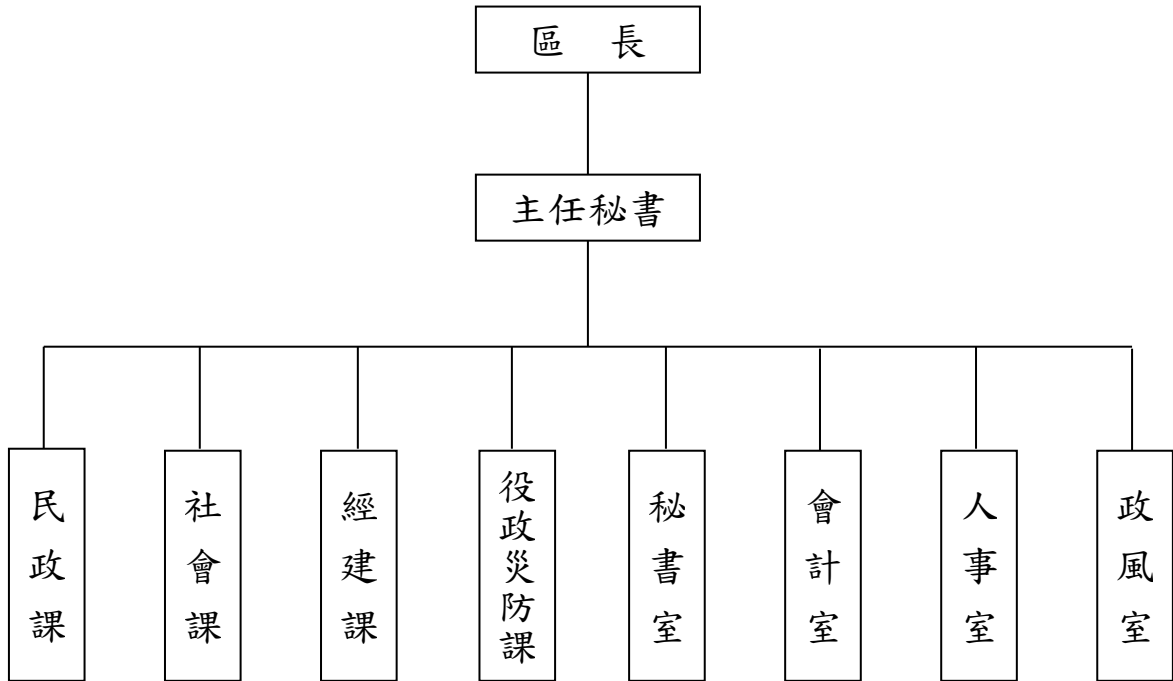 區　長
主任秘書
民政課
社會課
經建課
役政災防課
秘書室
會計室
人事室
政風室